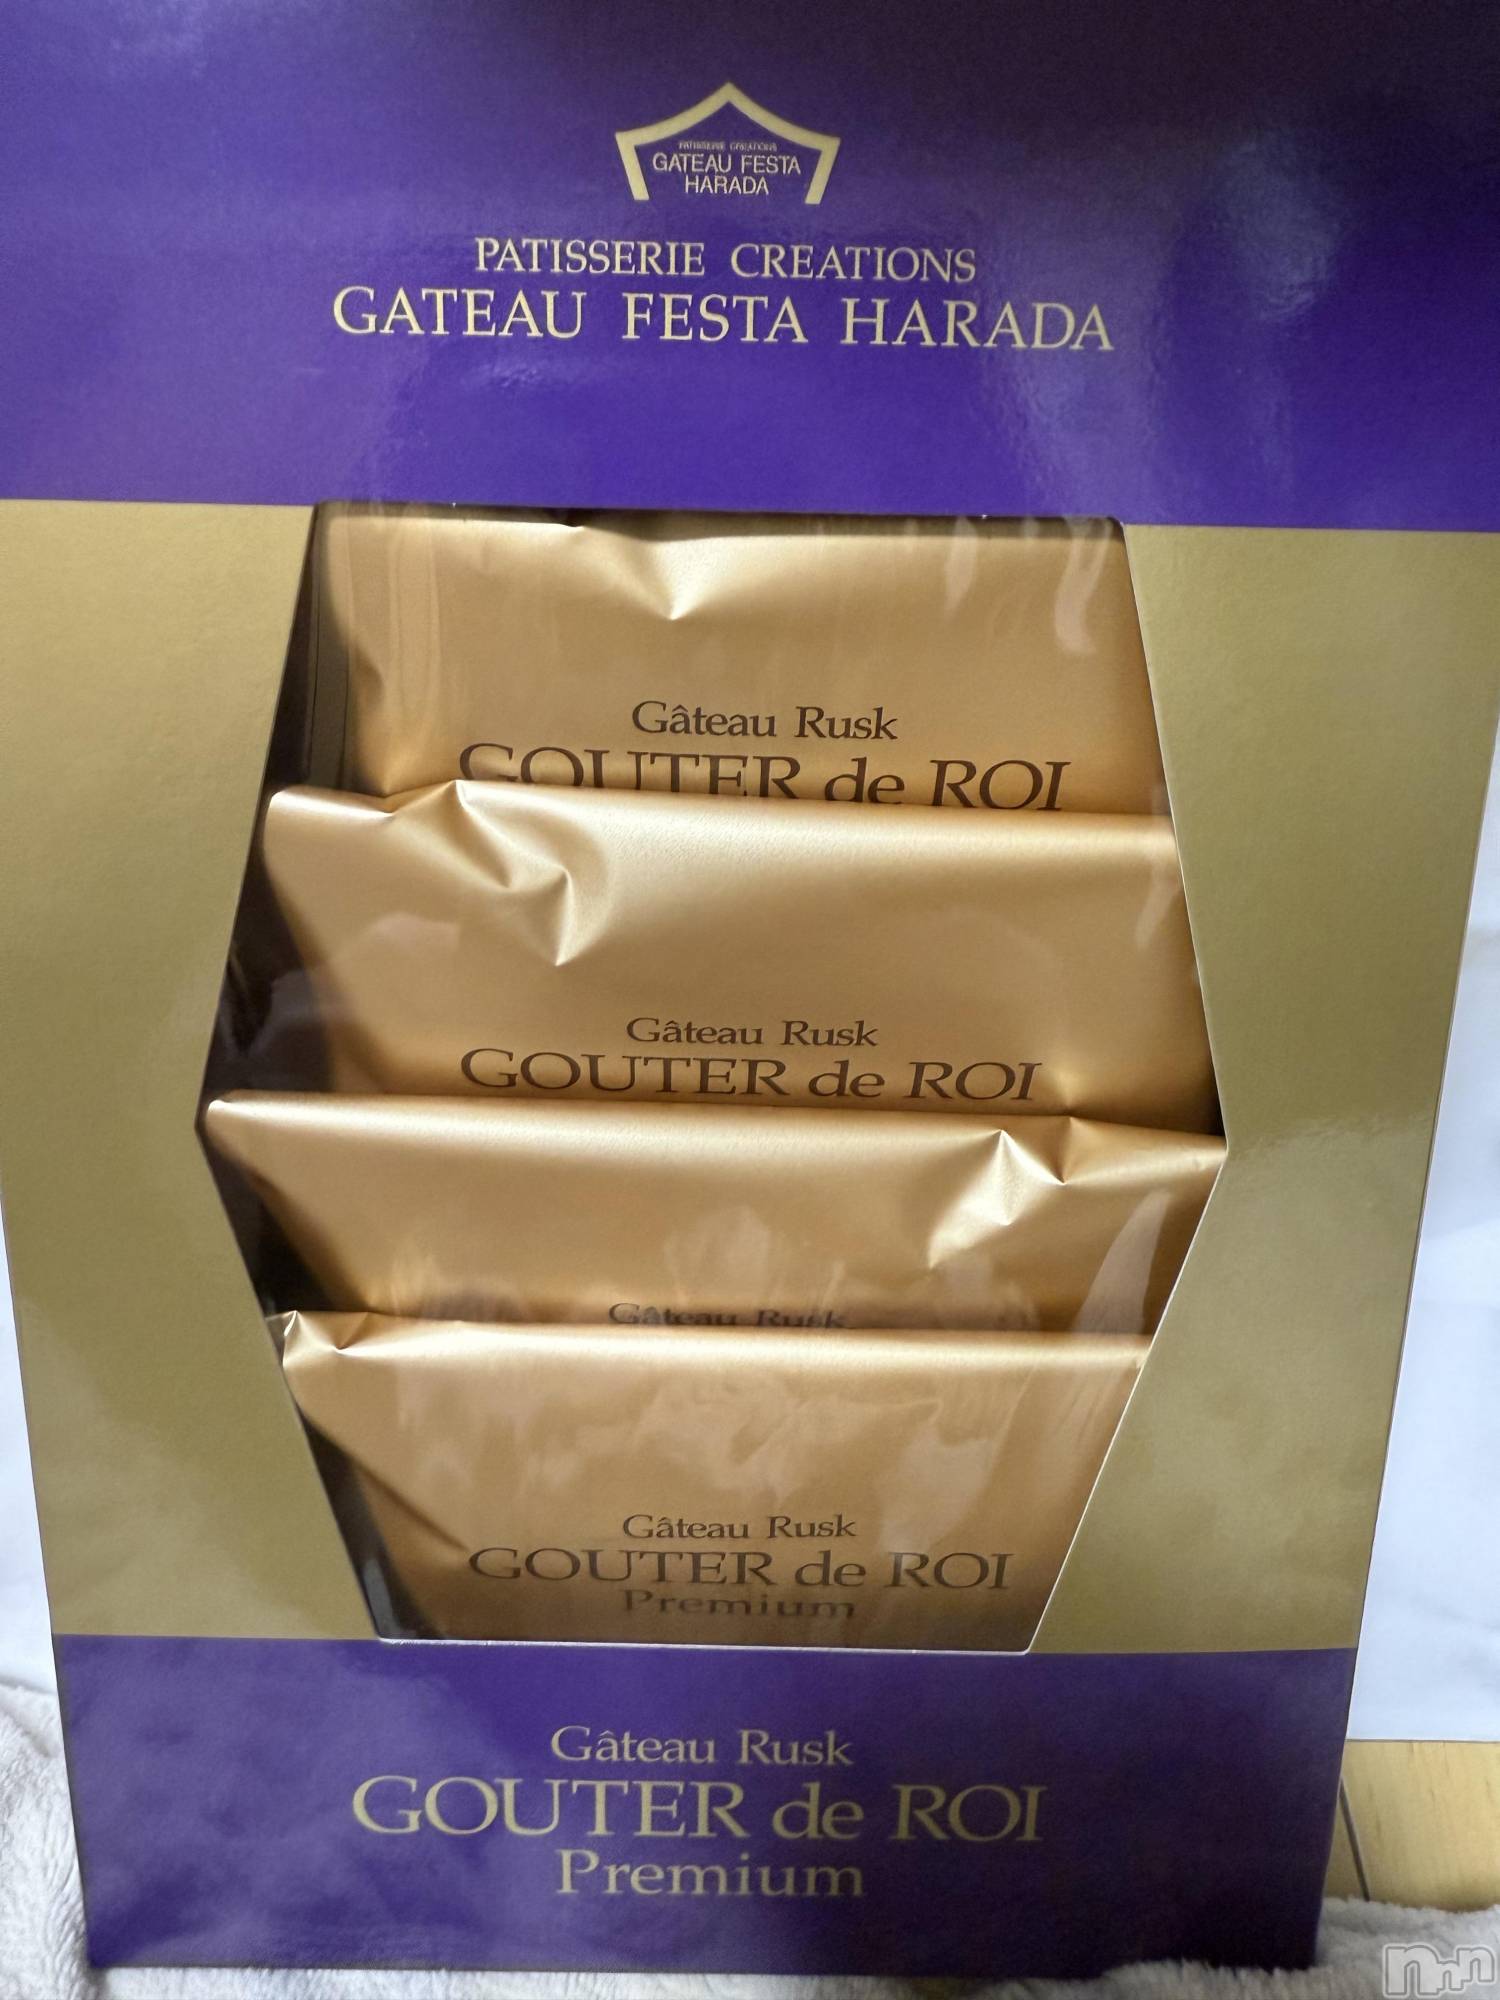 PATISSERIE CREATIONS
GATEAU FESTA
HARADA
PATISSERIE CREATIONS
GATEAU FESTA HARADA
Gâteau Rusk
GOUTER de ROI
Gâteau Rusk
GOUTER de ROI
Gâteau Rusk
Gâteau Rusk
GOUTER de ROI
Premium
Gâteau Rusk
GOUTER de ROI
Premium